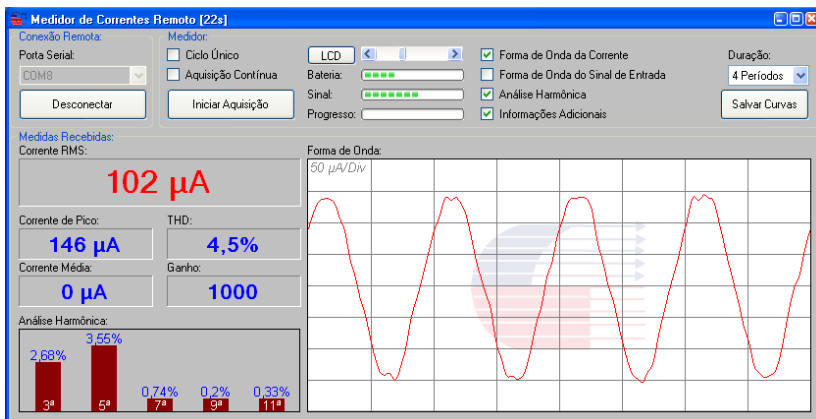 Medidor de Correntes Remoto [22s]
Conexão Remota:
Porta Serial:
COM8
Desconectar
Medidor:
Ciclo Único
Aquisição Contínua
Iniciar Aquisição
LCD
Bateria:
Sinal:
Progresso:
Forma de Onda da Corrente
Forma de Onda do Sinal de Entrada
Análise Harmônica
Informações Adicionais
Duração:
4 Períodos
Salvar Curvas
Medidas Recebidas:
Corrente RMS:
102 µA
Corrente de Pico:
146 µA
THD:
4,5%
Corrente Média:
0 µA
Ganho:
1000
Análise Harmônica:
2,68%
3,55%
0,74%
0,2%
0,33%
3ª
5ª
7ª
9ª
11ª
Forma de Onda:
50 µA/Div